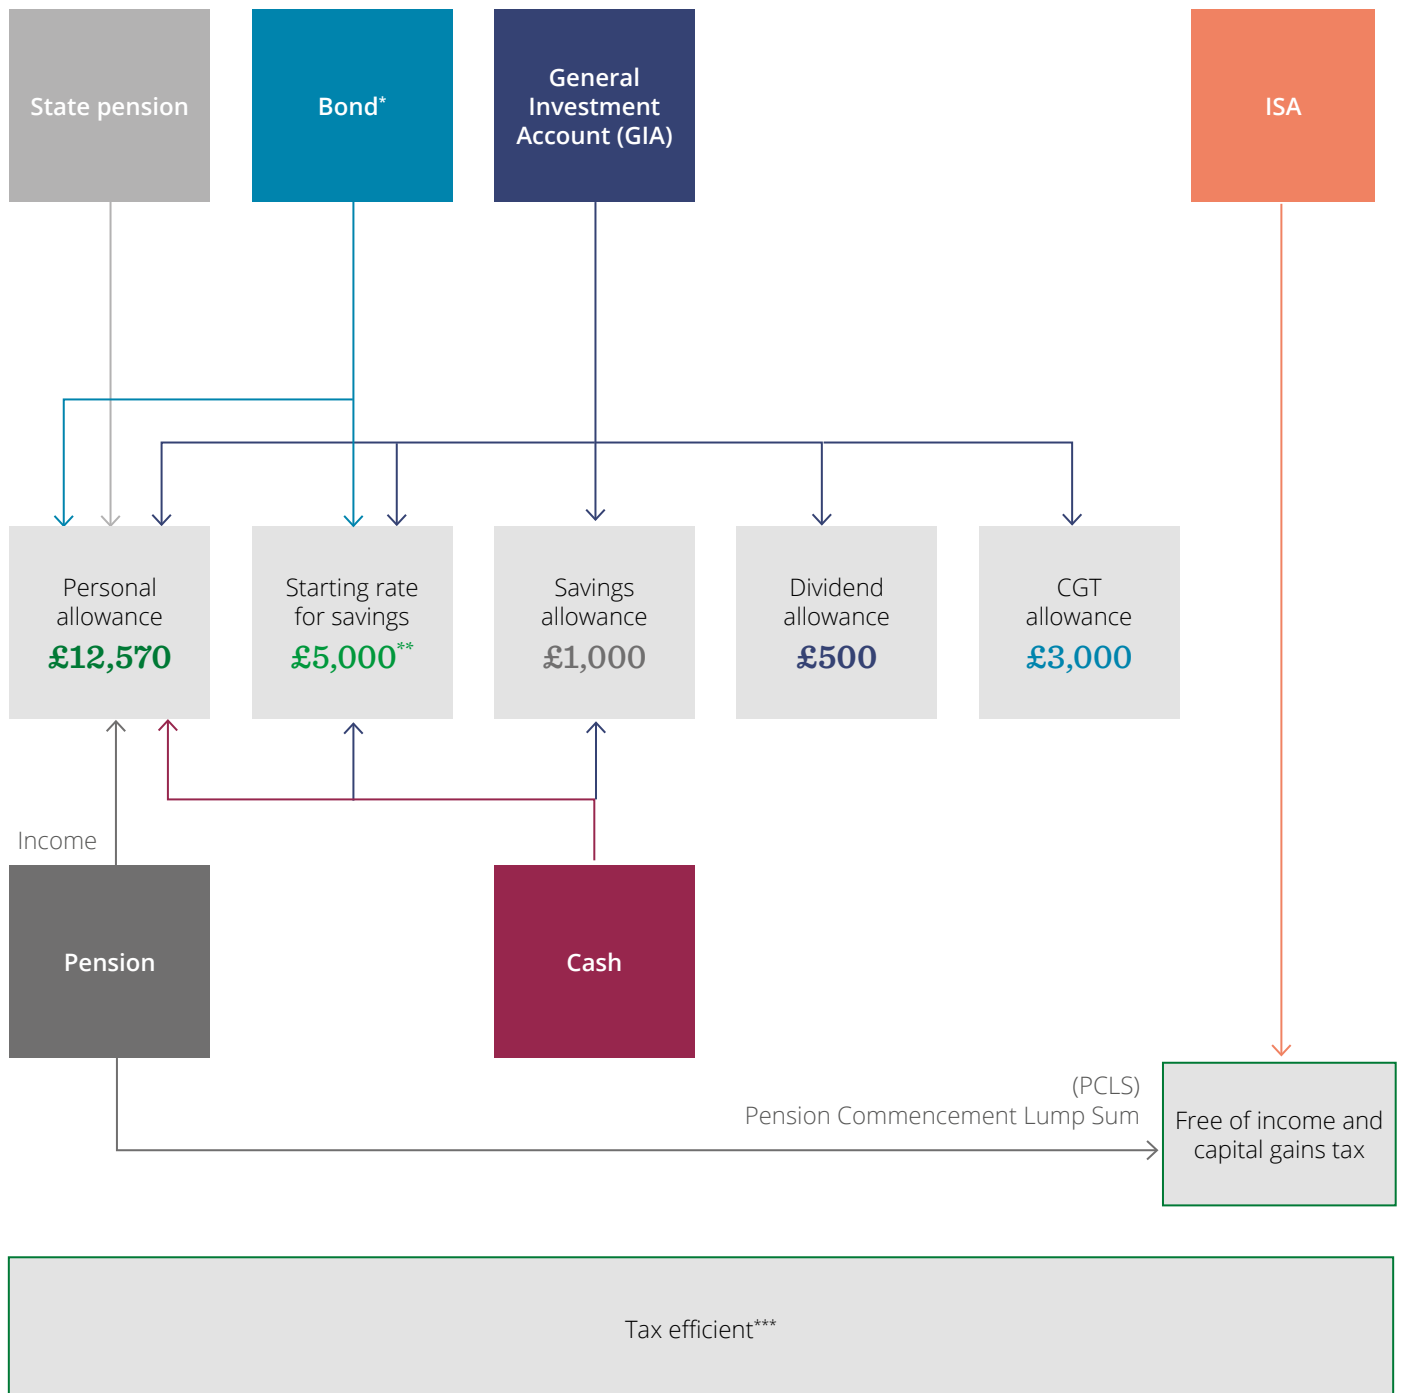 State pension
Bond*
General
Investment
Account (GIA)
ISA
Personal
allowance
£12,570
Starting rate
for savings
£5,000**
Savings
allowance
£1,000
Dividend
allowance
£500
CGT
allowance
£3,000
Income
Pension
Cash
(PCLS)
Pension Commencement Lump Sum
Free of income and
capital gains tax
Tax efficient***